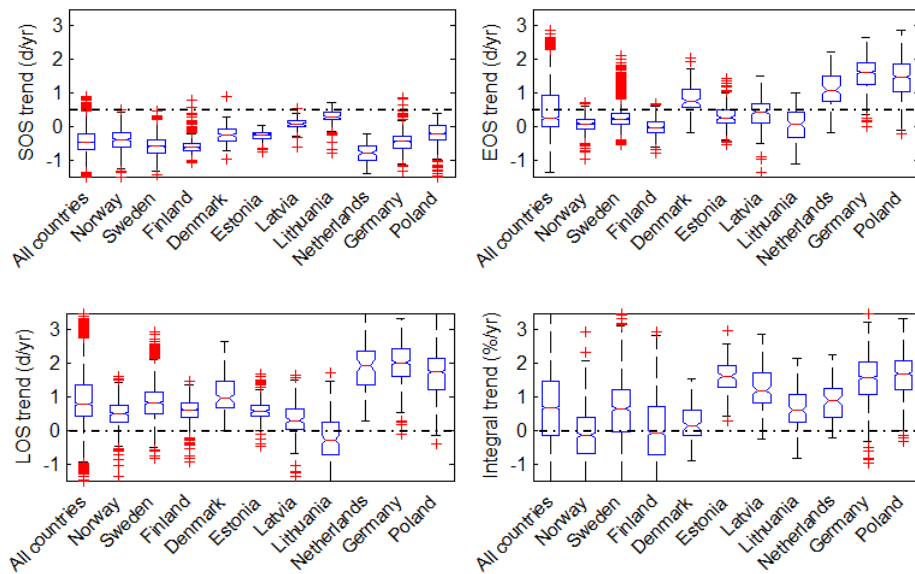 SOS trend (d/yr)
3
2
1
0
-1
All countries
Norway
Sweden
Finland
Denmark
Estonia
Latvia
Lithuania
Netherlands
Germany
Poland
EOS trend (d/yr)
3
2
1
0
-1
All countries
Norway
Sweden
Finland
Denmark
Estonia
Latvia
Lithuania
Netherlands
Germany
Poland
LOS trend (d/yr)
3
2
1
0
-1
All countries
Norway
Sweden
Finland
Denmark
Estonia
Latvia
Lithuania
Netherlands
Germany
Poland
Integral trend (%/yr)
3
2
1
0
-1
All countries
Norway
Sweden
Finland
Denmark
Estonia
Latvia
Lithuania
Netherlands
Germany
Poland